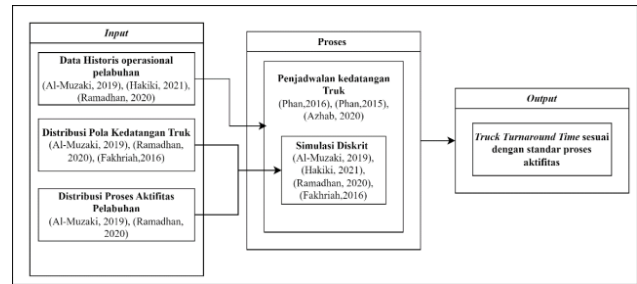 Input
Data Historis operasional
pelabuhan
(Al-Muzaki, 2019), (Hakiki, 2021),
(Ramadhan, 2020)
Distribusi Pola Kedatangan Truk
(Al-Muzaki, 2019), (Ramadhan,
2020), (Fakhriah,2016)
Distribusi Proses Aktifitas
Pelabuhan
(Al-Muzaki, 2019), (Ramadhan,
2020)
Proses
Penjadwalan kedatangan
Truk
(Phan,2016), (Phan,2015),
(Azhab, 2020)
Simulasi Diskrit
(Al-Muzaki, 2019),
(Hakiki, 2021),
(Ramadhan, 2020),
(Fakhriah,2016)
Output
Truck Turnaround Time sesuai
dengan standar proses
aktifitas